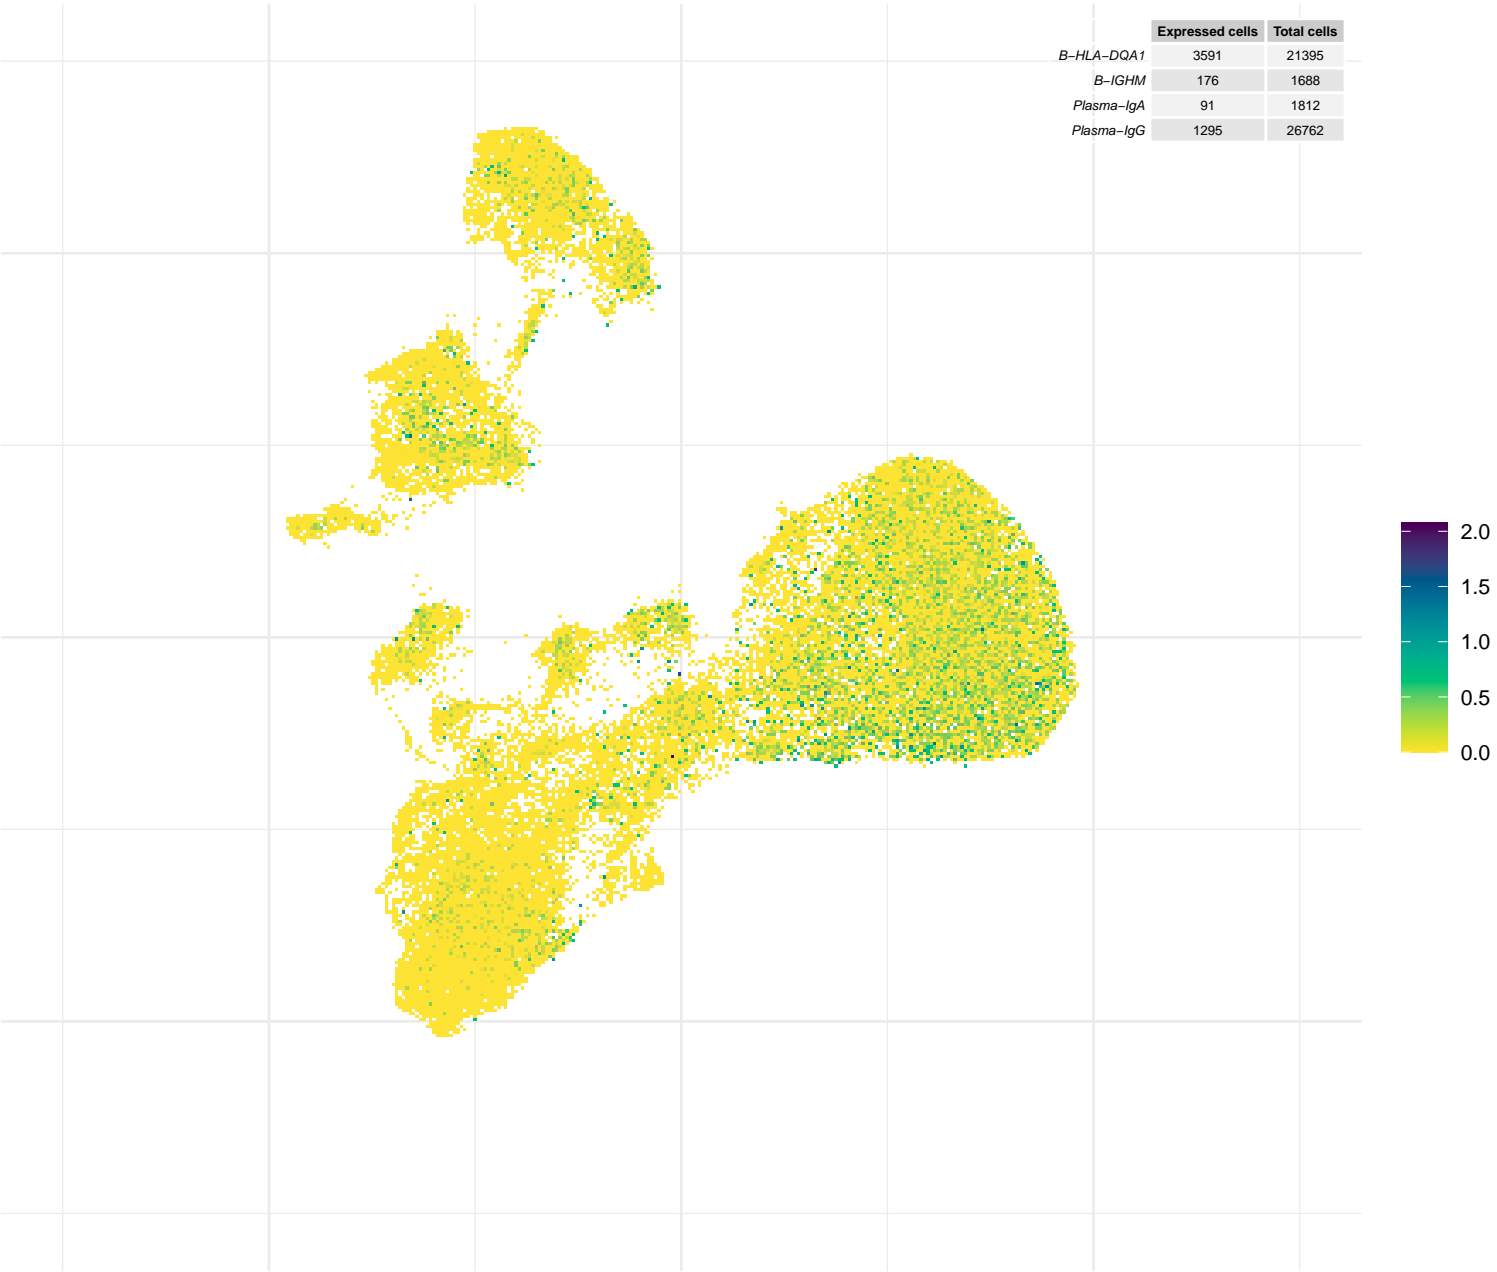 Expressed cells Total cells
B−HLA−DQA1 3591 21395
B−IGHM 176 1688
Plasma−IgA 91 1812
Plasma−IgG 1295 26762
2.0
1.5
1.0
0.5
0.0